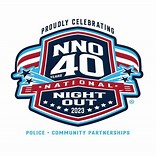 PROUDLY CELEBRATING
NNO
40
YEARS
NATIONAL
NIGHT
OUT
2023
POLICE • COMMUNITY PARTNERSHIPS